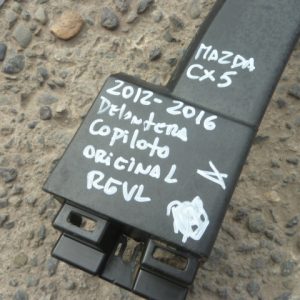 MAZDA
CX5
2012-2016
Delantera
Copiloto
ORIGINAL
REVL